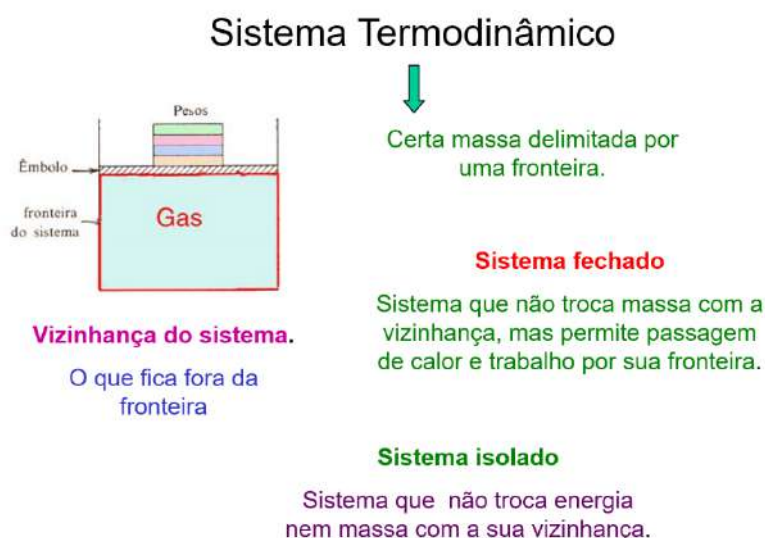 Sistema Termodinâmico
Pesos
Êmbolo
fronteira
do sistema
Gas
Certa massa delimitada por
uma fronteira.
Sistema fechado
Sistema que não troca massa com a
vizinhança, mas permite passagem
de calor e trabalho por sua fronteira.
Vizinhança do sistema.
O que fica fora da
fronteira
Sistema isolado
Sistema que não troca energia
nem massa com a sua vizinhança.